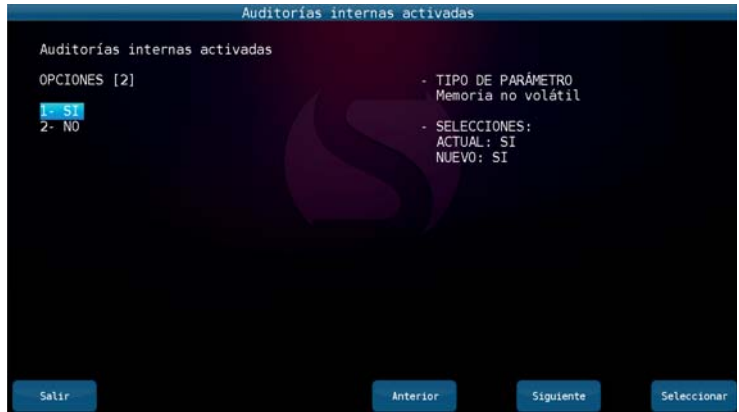 Auditorías internas activadas
Auditorías internas activadas
OPCIONES [2]
1- SI
2- NO
- TIPO DE PARÁMETRO
Memoria no volátil
- SELECCIONES:
ACTUAL: SI
NUEVO: SI
Salir
Anterior
Siguiente
Seleccionar